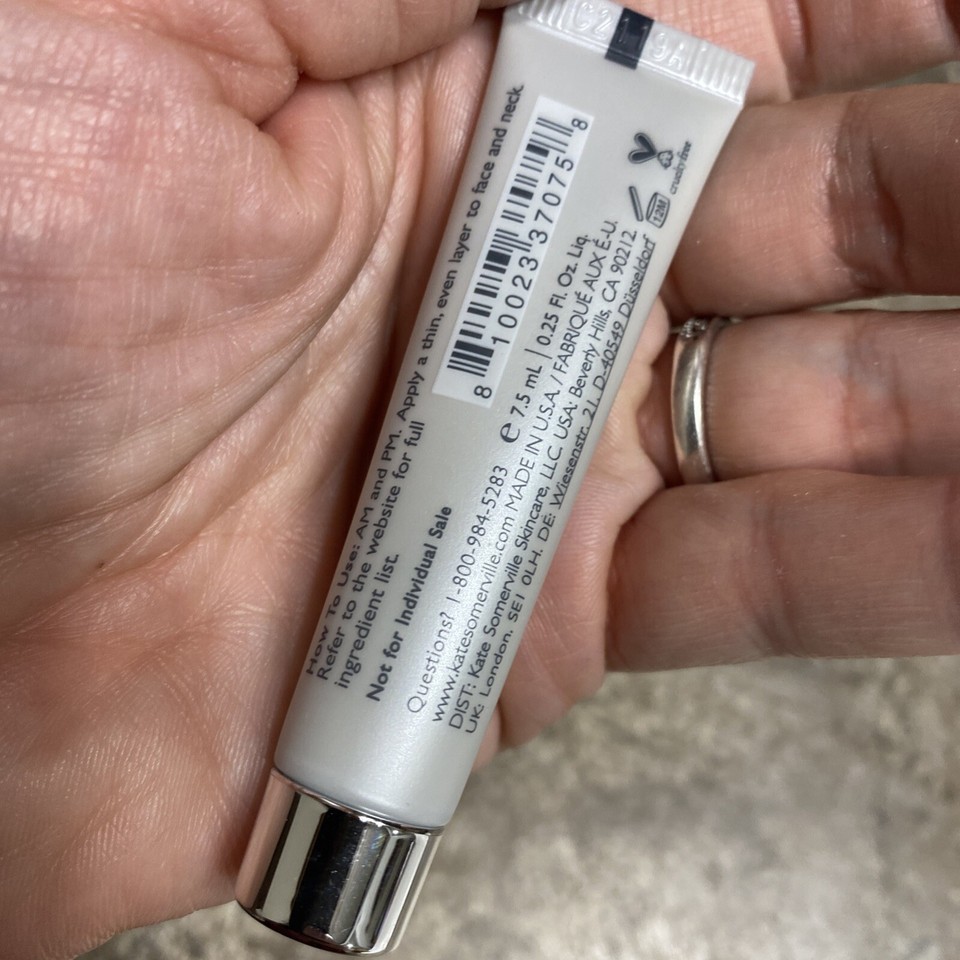 C219A
How To Use: AM and PM. Apply a thin, even layer to face and neck
Refer to the website for full
ingredient list.
Not for Individual Sale
8 10023 37075 8
Questions? 1-800-984-5283 e 7.5 mL | 0.25 Fl. Oz. Liq.
www.katesomerville.com MADE IN U.S.A. / FABRIQUÉ AUX É-U.
DIST: Kate Somerville Skincare, LLC USA: Beverly Hills, CA 90212
UK: London, SE1 0LH. DE: Wiesenstr. 21, D-40549 Düsseldorf
12M
cruelty free